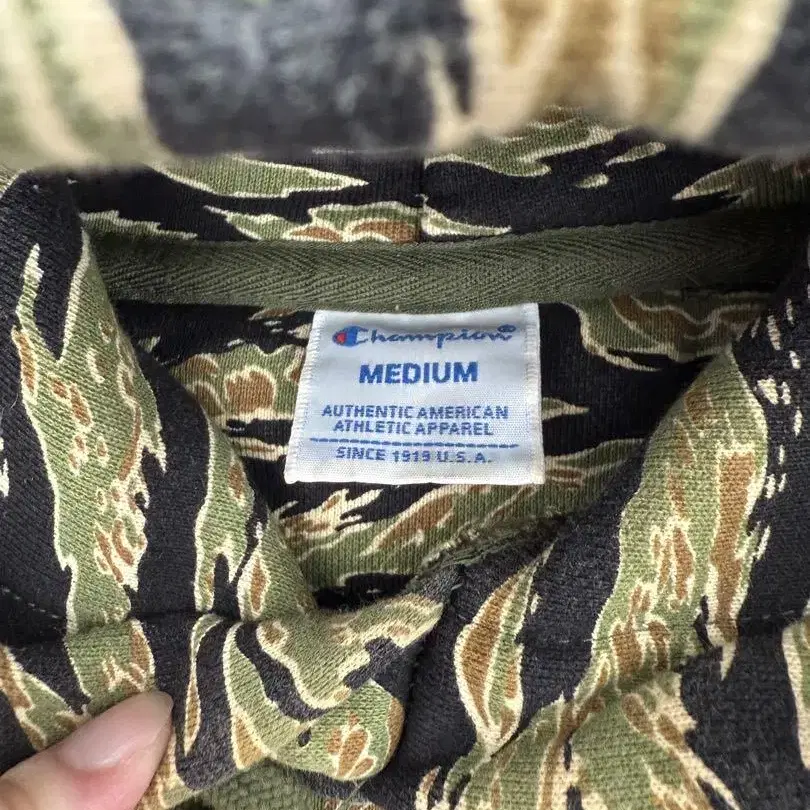 Champion®
MEDIUM
AUTHENTIC AMERICAN
ATHLETIC APPAREL
SINCE 1919 U.S.A.